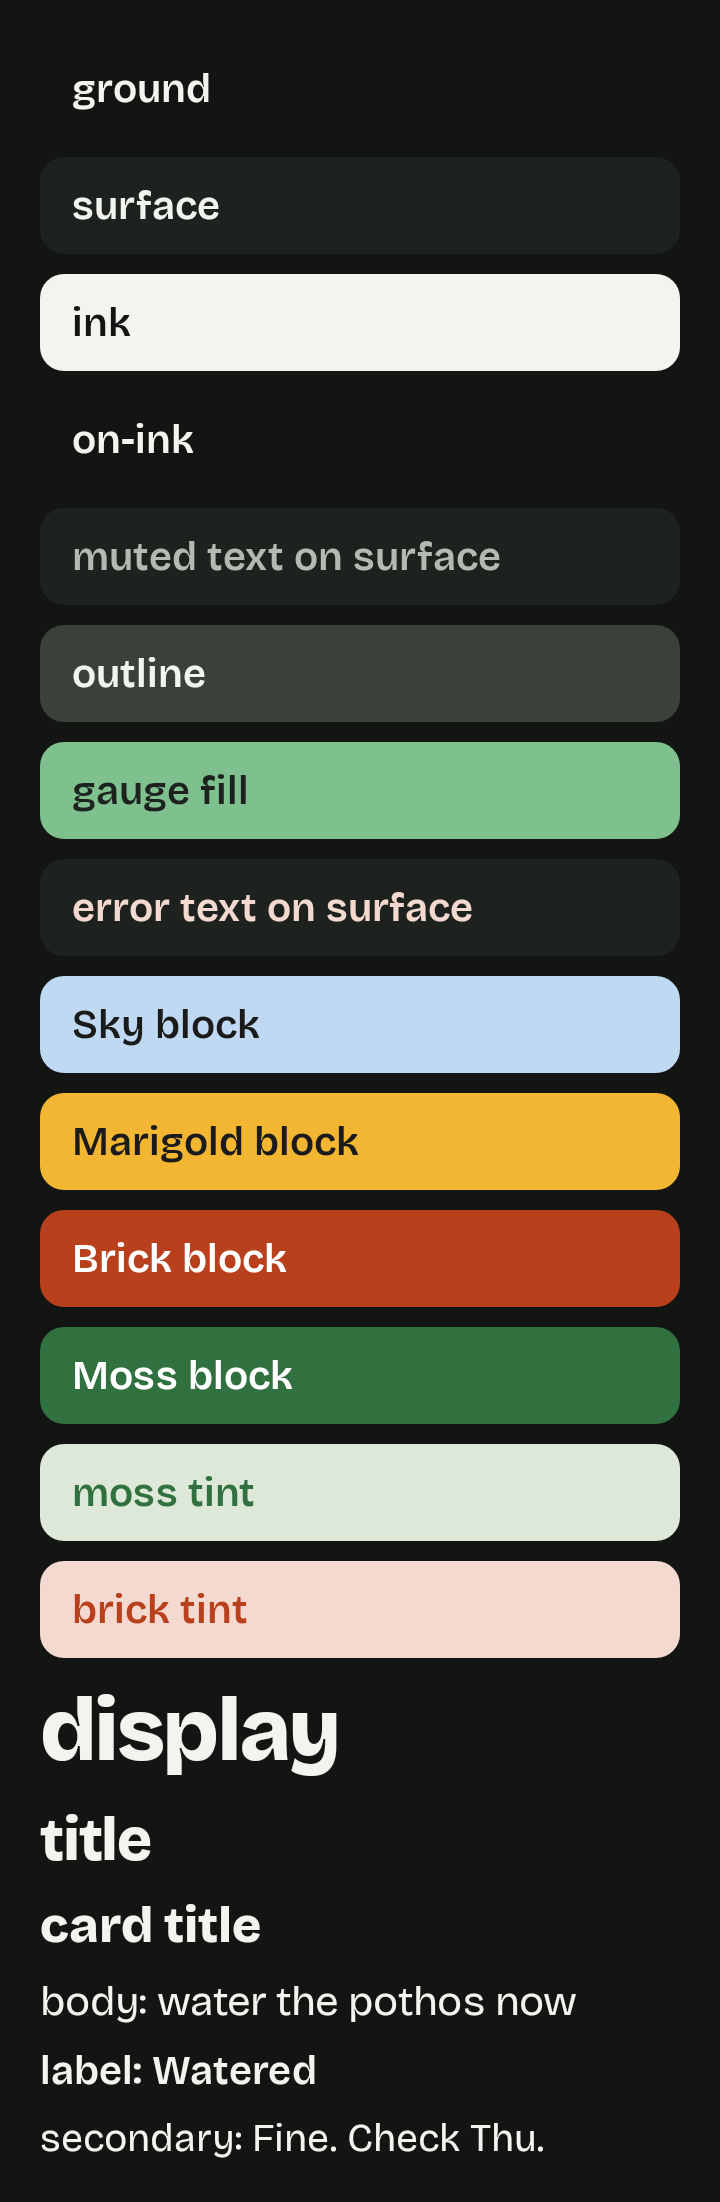 ground
surface
ink
on-ink
muted text on surface
outline
gauge fill
error text on surface
Sky block
Marigold block
Brick block
Moss block
moss tint
brick tint
display
title
card title
body: water the pothos now
label: Watered
secondary: Fine. Check Thu.